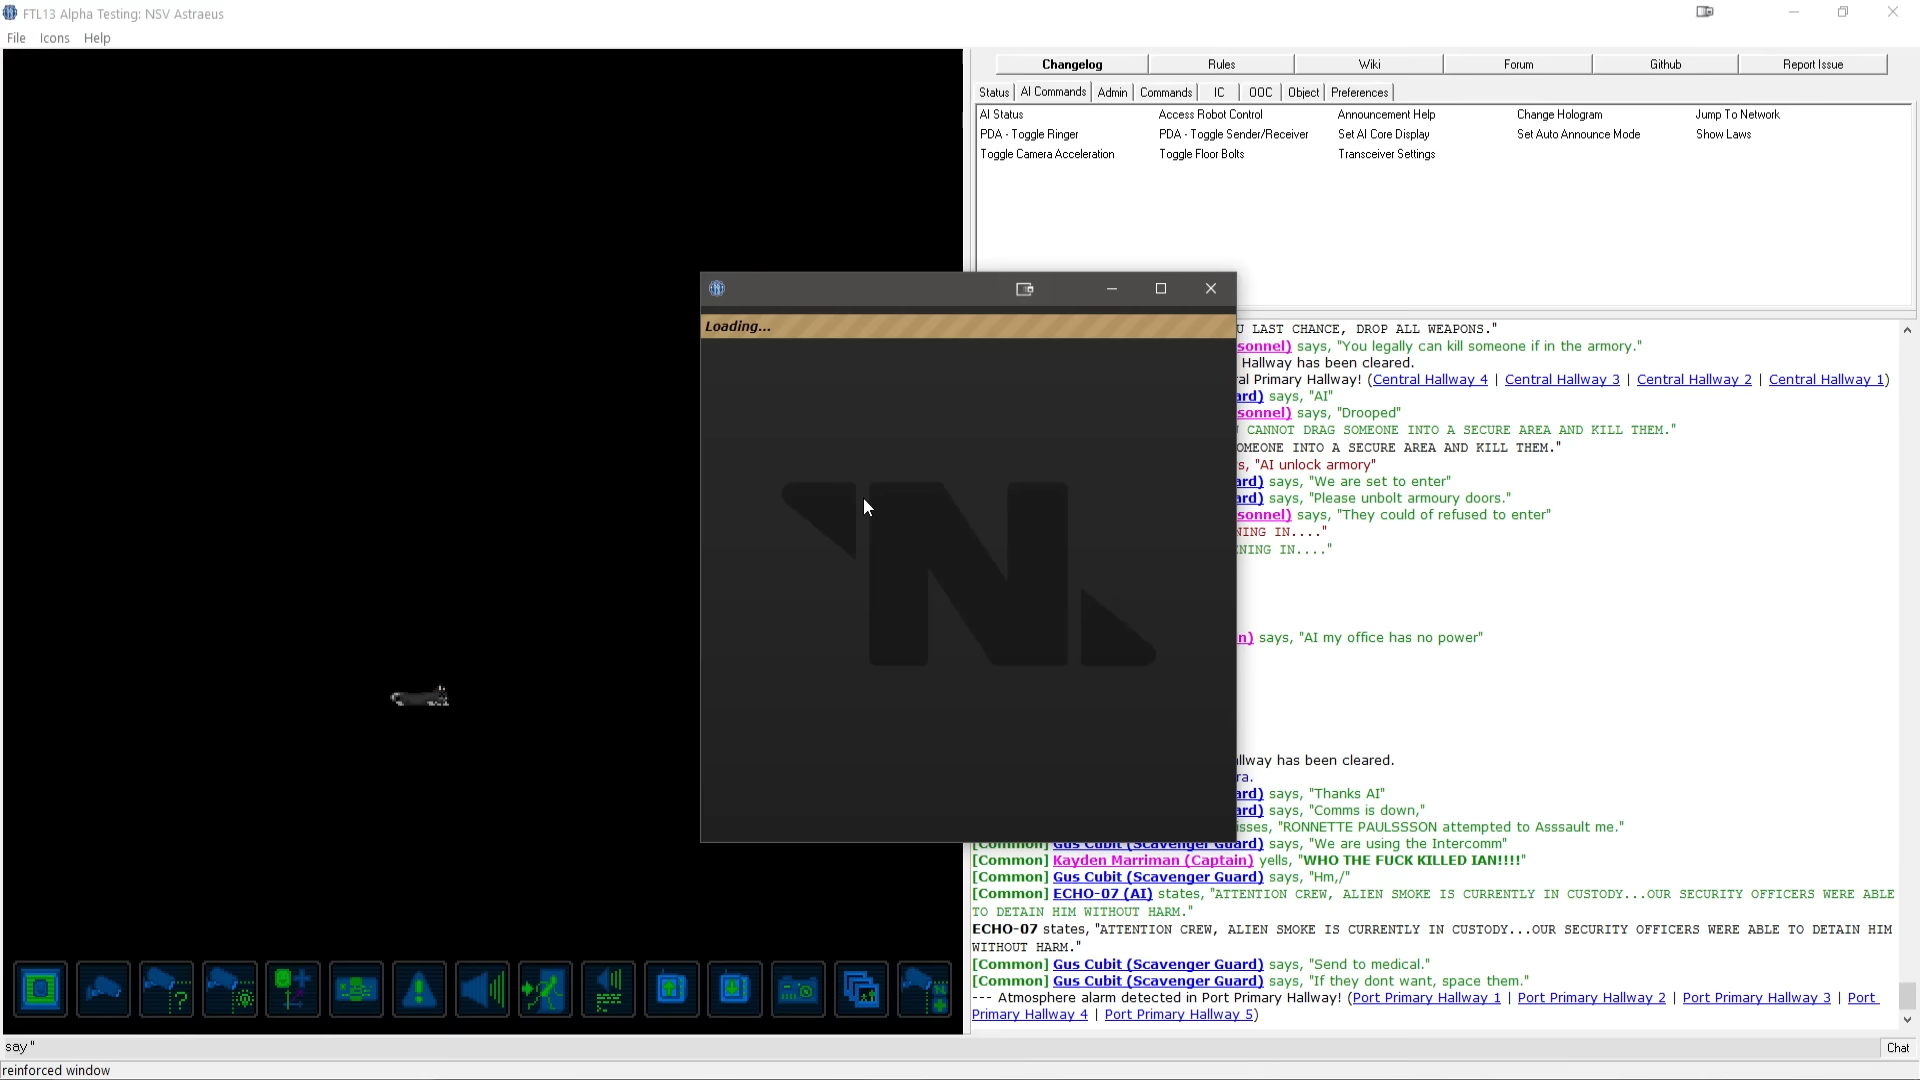 FTL13 Alpha Testing: NSV Astraeus
File Icons Help
Changelog Rules Wiki Forum Github Report Issue
Status AI Commands Admin Commands IC OOC Object Preferences
AI Status Access Robot Control Announcement Help Change Hologram Jump To Network
PDA - Toggle Ringer PDA - Toggle Sender/Receiver Set AI Core Display Set Auto Announce Mode Show Laws
Toggle Camera Acceleration Toggle Floor Bolts Transceiver Settings
Loading...
N
LAST CHANCE, DROP ALL WEAPONS."
sonnel) says, "You legally can kill someone if in the armory."
Hallway has been cleared.
al Primary Hallway! (Central Hallway 4 | Central Hallway 3 | Central Hallway 2 | Central Hallway 1)
ard) says, "AI"
sonnel) says, "Drooped"
CANNOT DRAG SOMEONE INTO A SECURE AREA AND KILL THEM."
OMEONE INTO A SECURE AREA AND KILL THEM."
s, "AI unlock armory"
ard) says, "We are set to enter"
ard) says, "Please unbolt armoury doors."
sonnel) says, "They could of refused to enter"
NING IN...."
NING IN...."
n) says, "AI my office has no power"
llway has been cleared.
ra.
ard) says, "Thanks AI"
ard) says, "Comms is down,"
isses, "RONNETTE PAULSSSON attempted to Asssault me."
[Common] Gus Cubit (Scavenger Guard) says, "We are using the Intercomm"
[Common] Kayden Marriman (Captain) yells, "WHO THE FUCK KILLED IAN!!!!"
[Common] Gus Cubit (Scavenger Guard) says, "Hm,/"
[Common] ECHO-07 (AI) states, "ATTENTION CREW, ALIEN SMOKE IS CURRENTLY IN CUSTODY...OUR SECURITY OFFICERS WERE ABLE
TO DETAIN HIM WITHOUT HARM."
ECHO-07 states, "ATTENTION CREW, ALIEN SMOKE IS CURRENTLY IN CUSTODY...OUR SECURITY OFFICERS WERE ABLE TO DETAIN HIM
WITHOUT HARM."
[Common] Gus Cubit (Scavenger Guard) says, "Send to medical."
[Common] Gus Cubit (Scavenger Guard) says, "If they dont want, space them."
--- Atmosphere alarm detected in Port Primary Hallway! (Port Primary Hallway 1 | Port Primary Hallway 2 | Port Primary Hallway 3 | Port
Primary Hallway 4 | Port Primary Hallway 5)
say" Chat
reinforced window